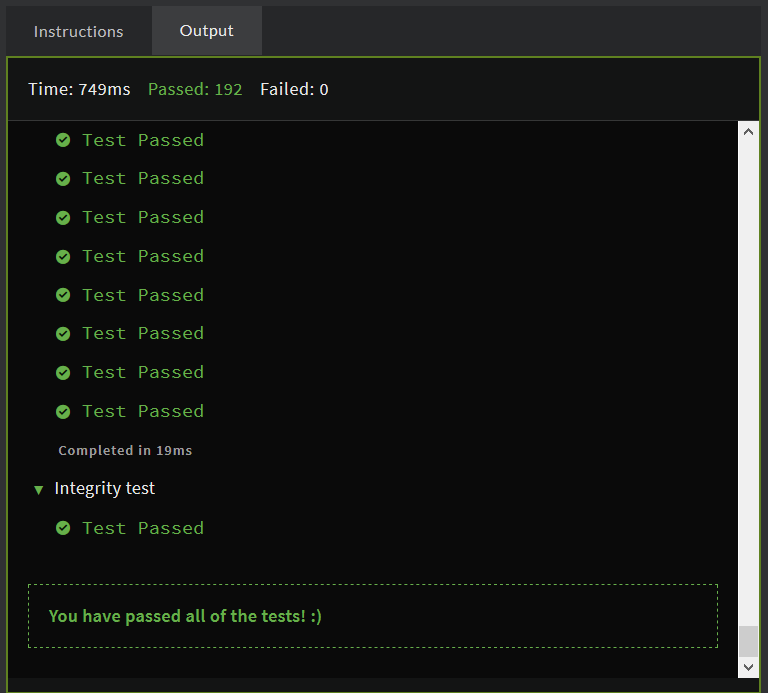 Instructions Output
Time: 749ms Passed: 192 Failed: 0
Test Passed
Test Passed
Test Passed
Test Passed
Test Passed
Test Passed
Test Passed
Test Passed
Completed in 19ms
Integrity test
Test Passed
You have passed all of the tests! :)